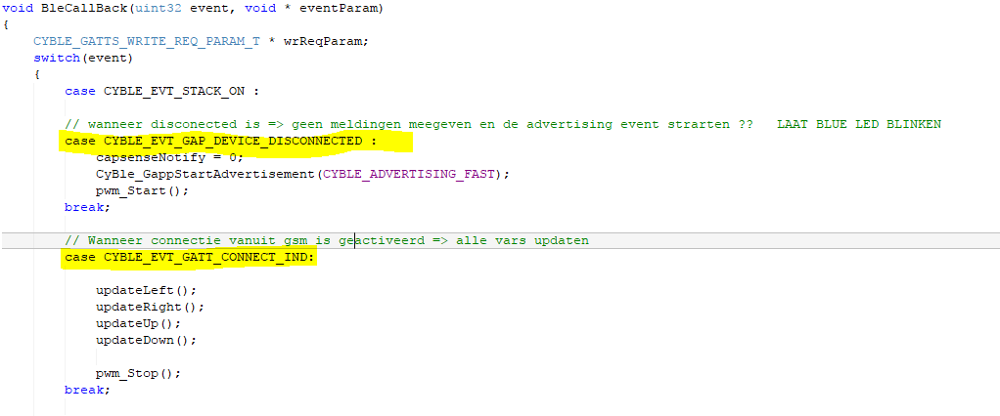 void BleCallBack(uint32 event, void * eventParam)
{
CYBLE_GATTS_WRITE_REQ_PARAM_T * wrReqParam;
switch(event)
{
case CYBLE_EVT_STACK_ON :
// wanneer disconected is => geen meldingen meegeven en de advertising event strarten ?? LAAT BLUE LED BLINKEN
case CYBLE_EVT_GAP_DEVICE_DISCONNECTED :
capsenseNotify = 0;
CyBle_GappStartAdvertisement(CYBLE_ADVERTISING_FAST);
pwm_Start();
break;
// Wanneer connectie vanuit gsm is geactiveerd => alle vars updaten
case CYBLE_EVT_GATT_CONNECT_IND:
updateLeft();
updateRight();
updateUp();
updateDown();
pwm_Stop();
break;